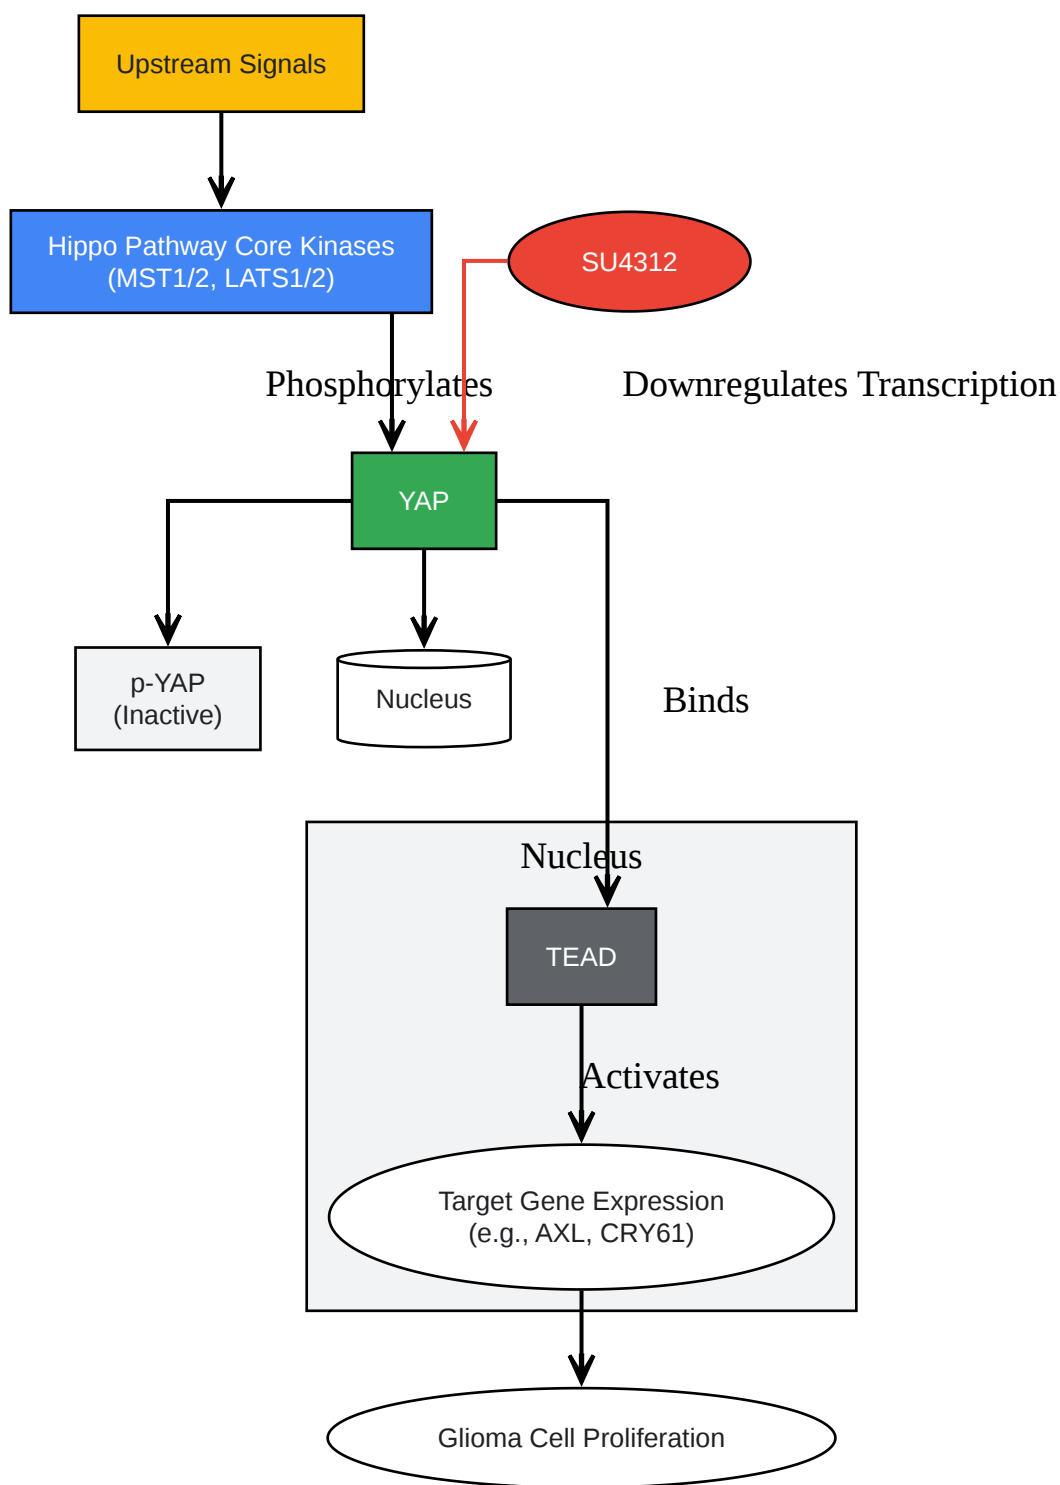 Upstream Signals
Hippo Pathway Core Kinases
(MST1/2, LATS1/2)
SU4312
Phosphorylates
Downregulates Transcription
YAP
p-YAP
(Inactive)
Nucleus
Binds
Nucleus
TEAD
Activates
Target Gene Expression
(e.g., AXL, CRY61)
Glioma Cell Proliferation